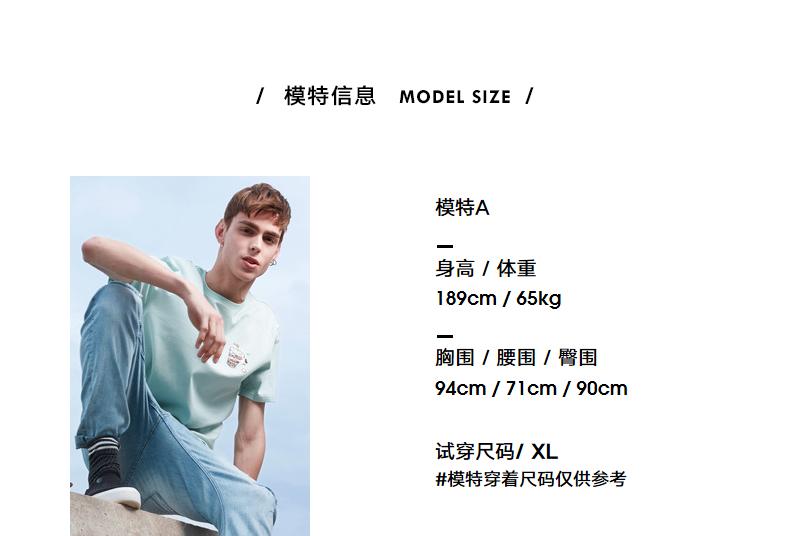 / 模特信息 MODEL SIZE /
模特A
身高 / 体重
189cm / 65kg
胸围 / 腰围 / 臀围
94cm / 71cm / 90cm
试穿尺码/ XL
#模特穿着尺码仅供参考